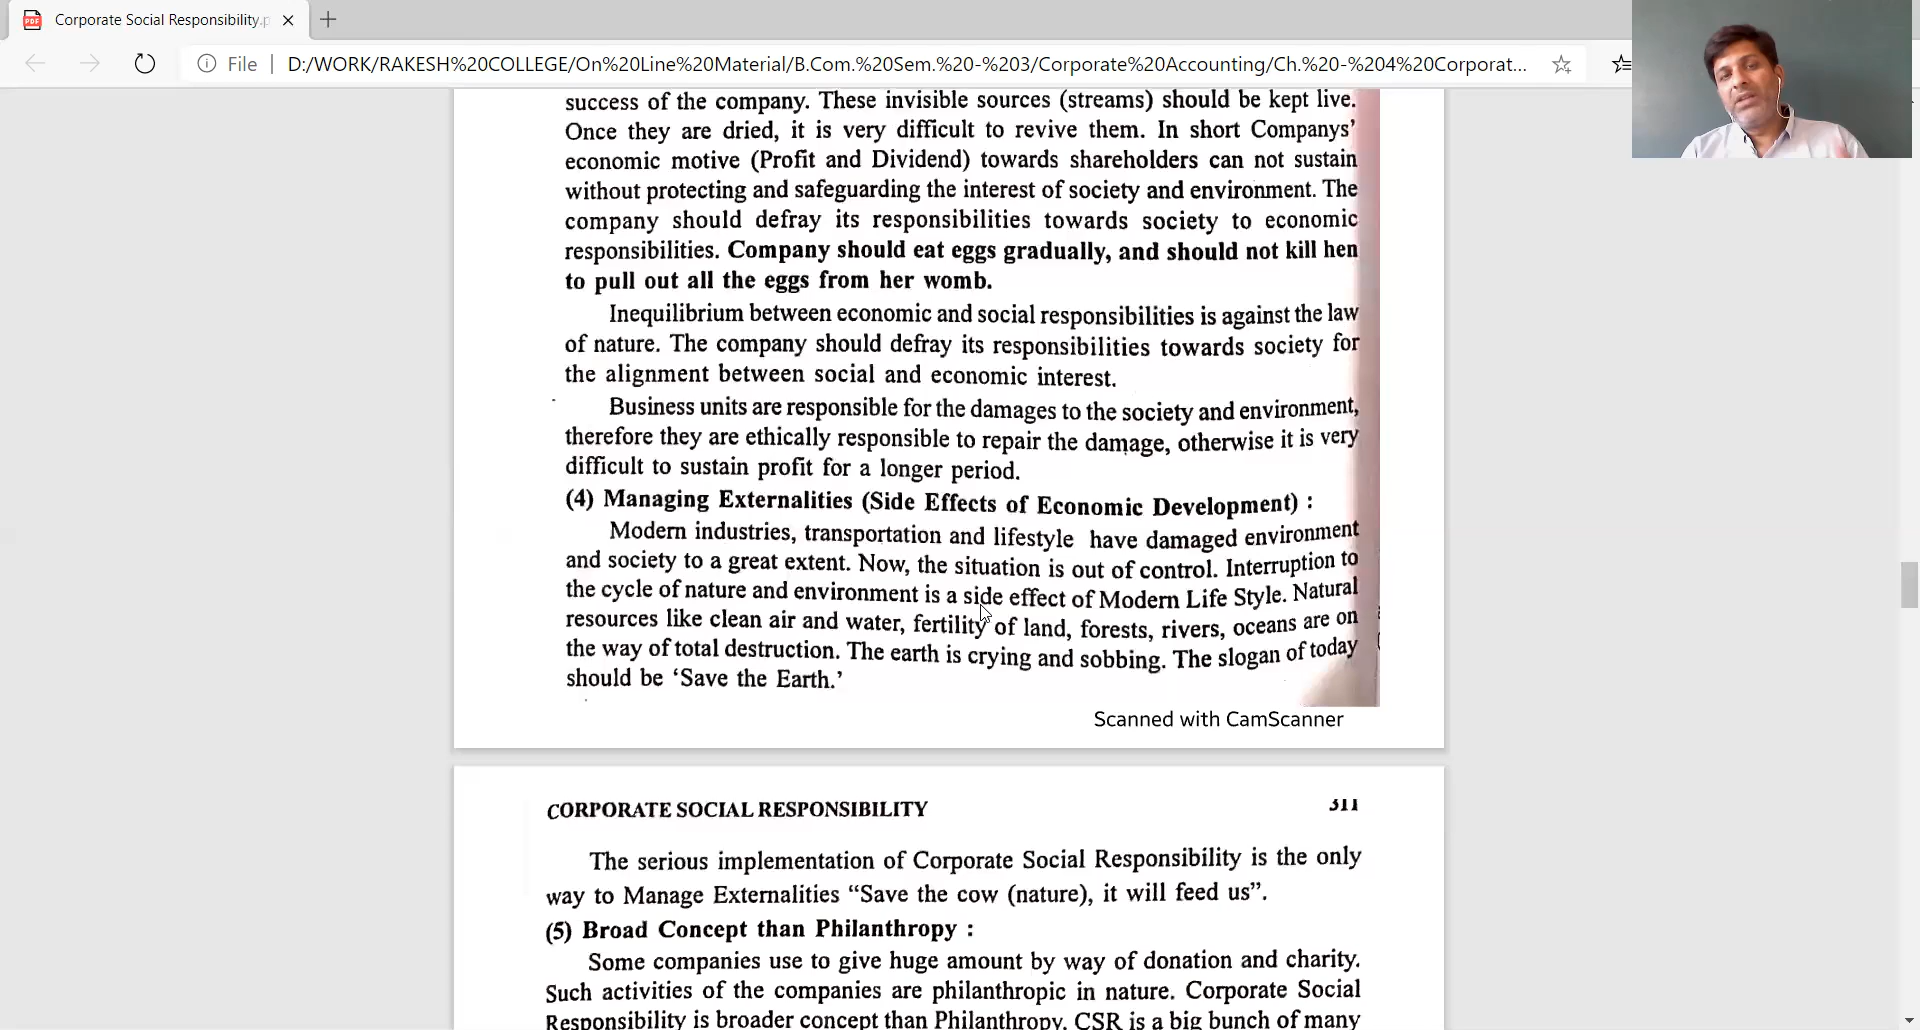 Corporate Social Responsibility.p
File
D:/WORK/RAKESH%20COLLEGE/On%20Line%20Material/B.Com.%20Sem.%20-%203/Corporate%20Accounting/Ch.%20-%204%20Corporat...
success of the company. These invisible sources (streams) should be kept live.
Once they are dried, it is very difficult to revive them. In short Companys'
economic motive (Profit and Dividend) towards shareholders can not sustain
without protecting and safeguarding the interest of society and environment. The
company should defray its responsibilities towards society to economic
responsibilities. Company should eat eggs gradually, and should not kill hen
to pull out all the eggs from her womb.
Inequilibrium between economic and social responsibilities is against the law
of nature. The company should defray its responsibilities towards society for
the alignment between social and economic interest.
Business units are responsible for the damages to the society and environment,
therefore they are ethically responsible to repair the damage, otherwise it is very
difficult to sustain profit for a longer period.
(4) Managing Externalities (Side Effects of Economic Development) :
Modern industries, transportation and lifestyle have damaged environment
and society to a great extent. Now, the situation is out of control. Interruption to
the cycle of nature and environment is a side effect of Modern Life Style. Natural
resources like clean air and water, fertility of land, forests, rivers, oceans are on
the way of total destruction. The earth is crying and sobbing. The slogan of today
should be 'Save the Earth.'
Scanned with CamScanner
CORPORATE SOCIAL RESPONSIBILITY 311
The serious implementation of Corporate Social Responsibility is the only
way to Manage Externalities "Save the cow (nature), it will feed us".
(5) Broad Concept than Philanthropy :
Some companies use to give huge amount by way of donation and charity.
Such activities of the companies are philanthropic in nature. Corporate Social
Responsibility is broader concept than Philanthropy. CSR is a big bunch of many